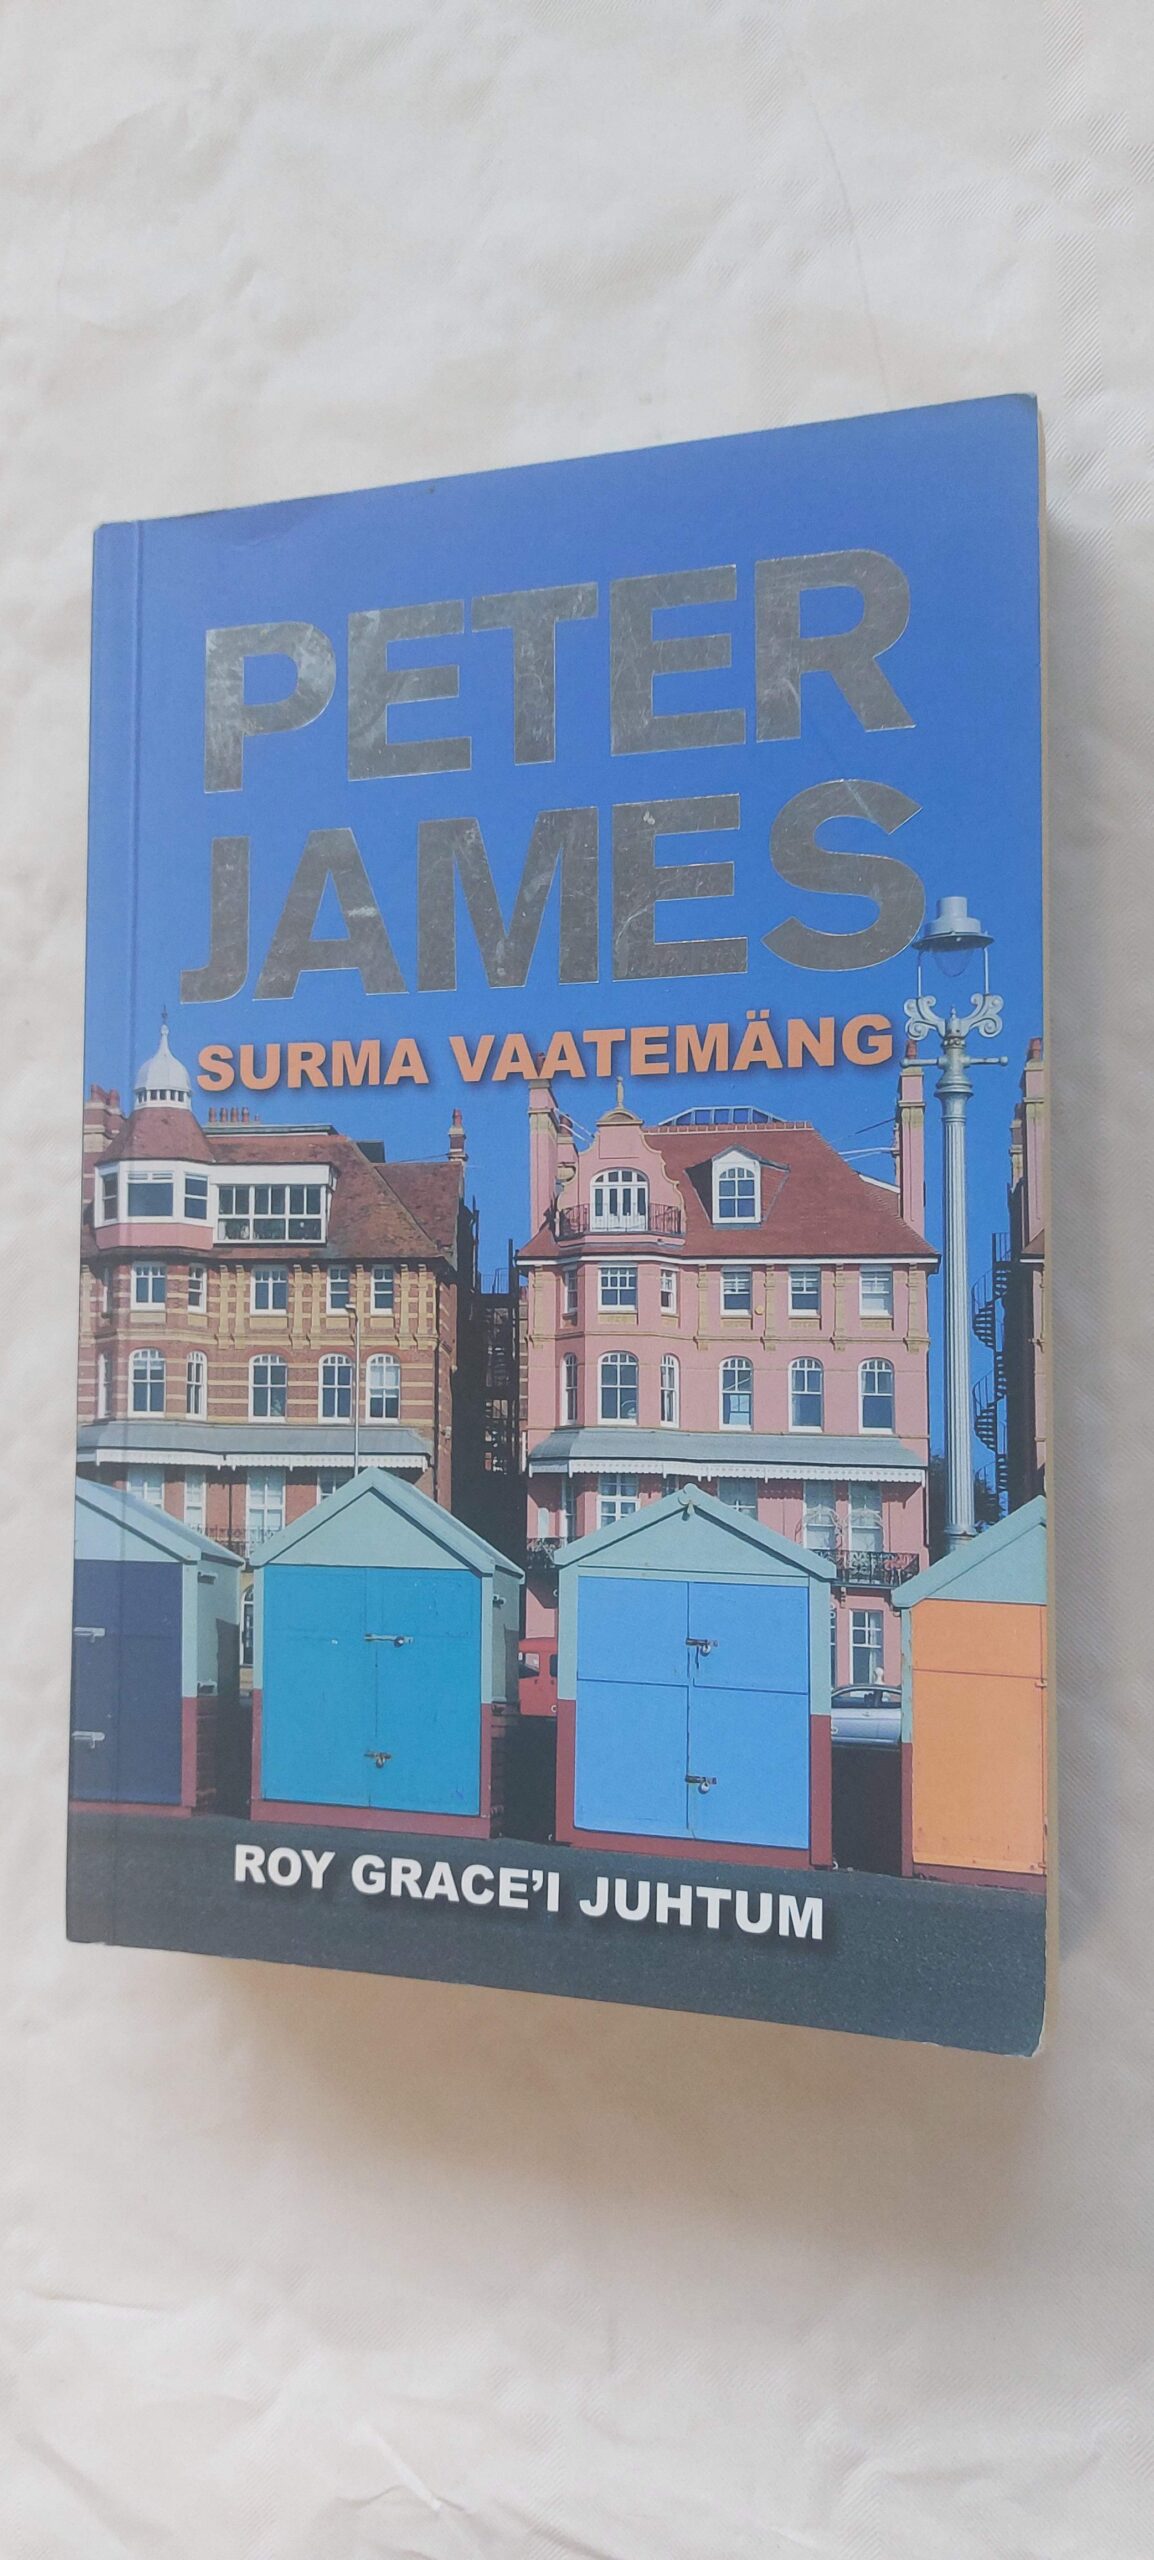 PETER
JAMES
SURMA VAATEMÄNG
ROY GRACE'I JUHTUM